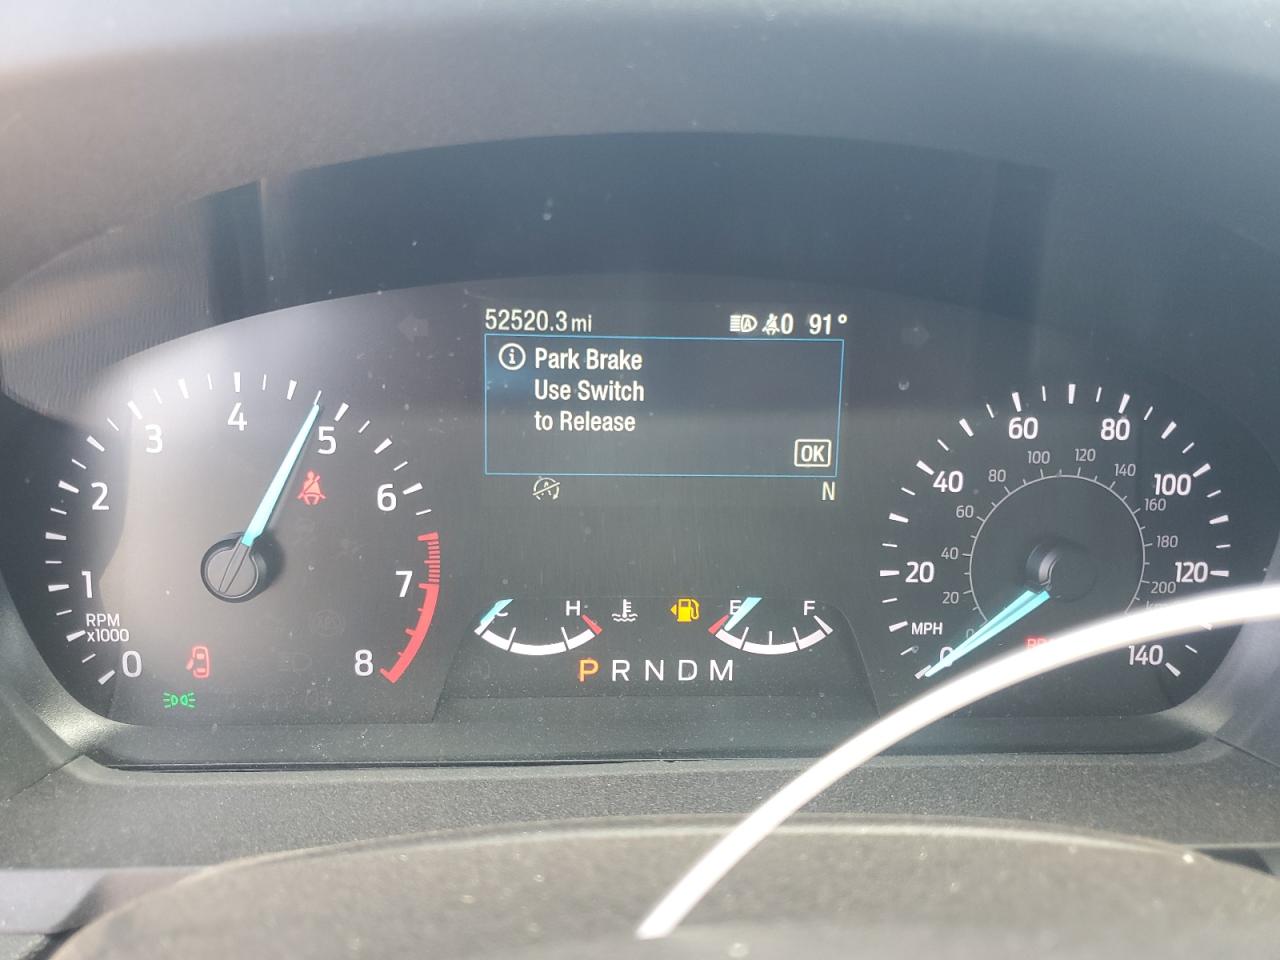 52520.3 mi 0 91°
Park Brake
Use Switch
to Release
OK
N
0 1 2 3 4 5 6 7 8
RPM
x1000
C H E F
P R N D M
MPH
0 20 40 60 80 100 120 140
0 20 40 60 80 100 120 140 160 180 200